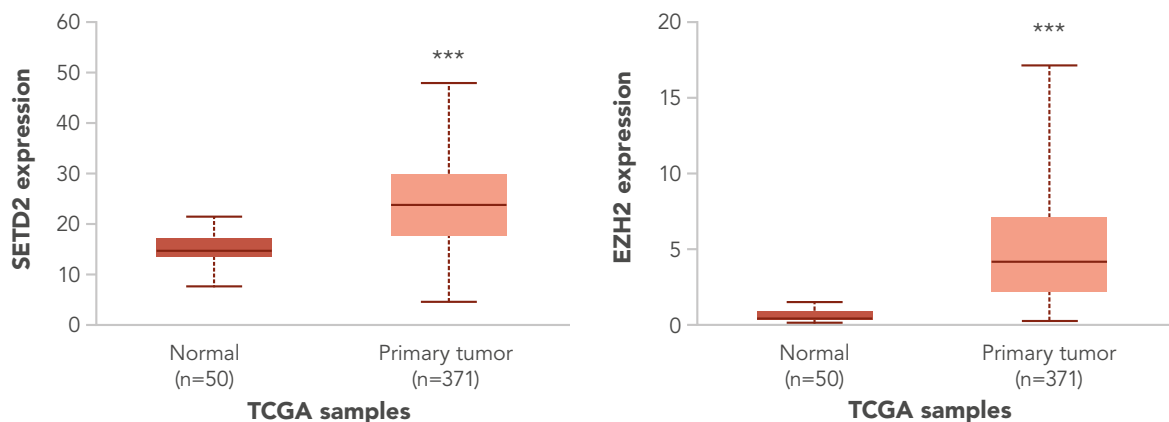 SETD2 expression
60
50
40
30
20
10
0
***
Normal
(n=50)
Primary tumor
(n=371)
TCGA samples
EZH2 expression
20
15
10
5
0
***
Normal
(n=50)
Primary tumor
(n=371)
TCGA samples